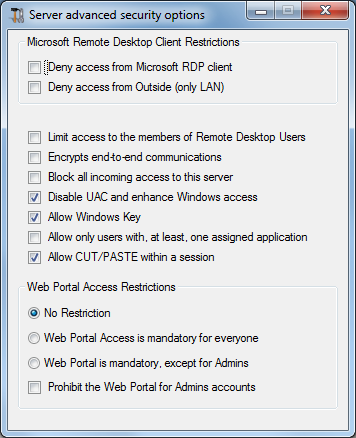 Server advanced security options
Microsoft Remote Desktop Client Restrictions
Deny access from Microsoft RDP client
Deny access from Outside (only LAN)
Limit access to the members of Remote Desktop Users
Encrypts end-to-end communications
Block all incoming access to this server
Disable UAC and enhance Windows access
Allow Windows Key
Allow only users with, at least, one assigned application
Allow CUT/PASTE within a session
Web Portal Access Restrictions
No Restriction
Web Portal Access is mandatory for everyone
Web Portal is mandatory, except for Admins
Prohibit the Web Portal for Admins accounts